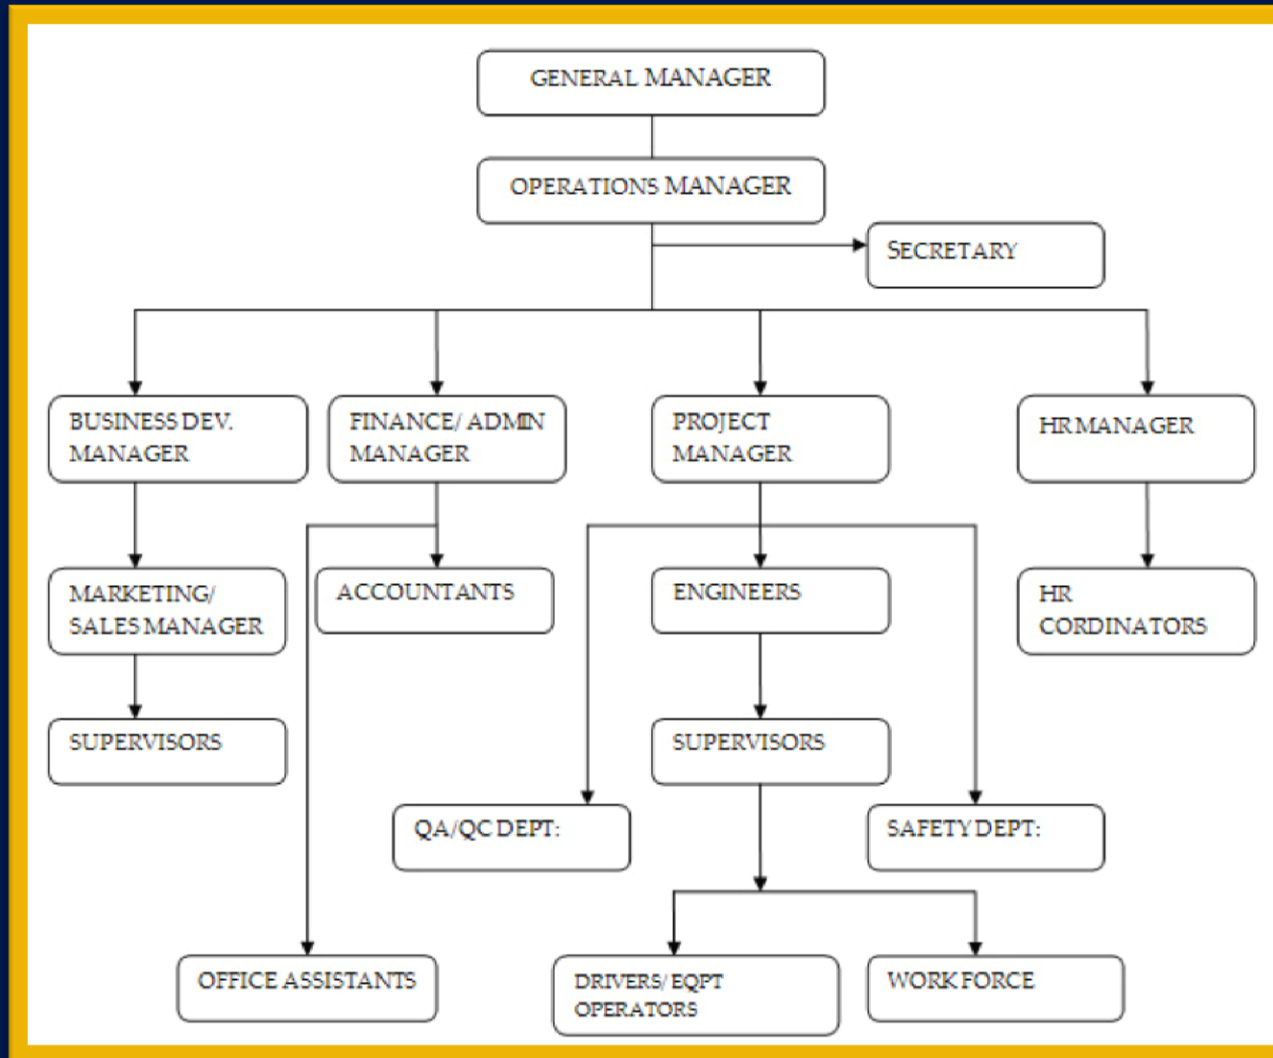 GENERAL MANAGER
OPERATIONS MANAGER
SECRETARY
BUSINESS DEV.
MANAGER
FINANCE/ ADMIN
MANAGER
PROJECT
MANAGER
HR MANAGER
MARKETING/
SALES MANAGER
ACCOUNTANTS
ENGINEERS
HR
CORDINATORS
SUPERVISORS
SUPERVISORS
QA/QC DEPT:
SAFETY DEPT:
OFFICE ASSISTANTS
DRIVERS/ EQPT
OPERATORS
WORK FORCE